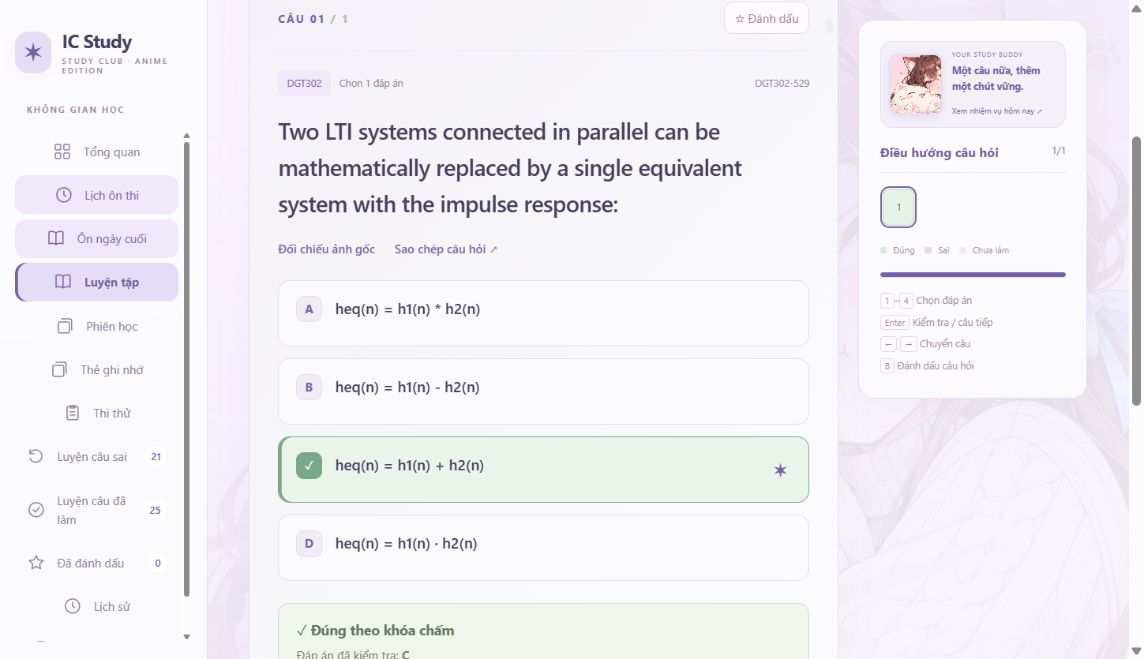 IC Study
STUDY CLUB · ANIME
EDITION
KHÔNG GIAN HỌC
Tổng quan
Lịch ôn thi
Ôn ngày cuối
Luyện tập
Phiên học
Thẻ ghi nhớ
Thi thử
Luyện câu sai 21
Luyện câu đã
làm 25
Đã đánh dấu 0
Lịch sử
CÂU 01 / 1
☆ Đánh dấu
DGT302 Chọn 1 đáp án DGT302-529
Two LTI systems connected in parallel can be
mathematically replaced by a single equivalent
system with the impulse response:
Đối chiếu ảnh gốc Sao chép câu hỏi ↗
A heq(n) = h1(n) * h2(n)
B heq(n) = h1(n) - h2(n)
✓ heq(n) = h1(n) + h2(n)
D heq(n) = h1(n) · h2(n)
✓ Đúng theo khóa chấm
Đáp án đã kiểm tra: C
YOUR STUDY BUDDY
Một câu nữa, thêm
một chút vững.
Xem nhiệm vụ hôm nay ↗
Điều hướng câu hỏi 1/1
1
Đúng Sai Chưa làm
1 – 4 Chọn đáp án
Enter Kiểm tra / câu tiếp
← → Chuyển câu
B Đánh dấu câu hỏi